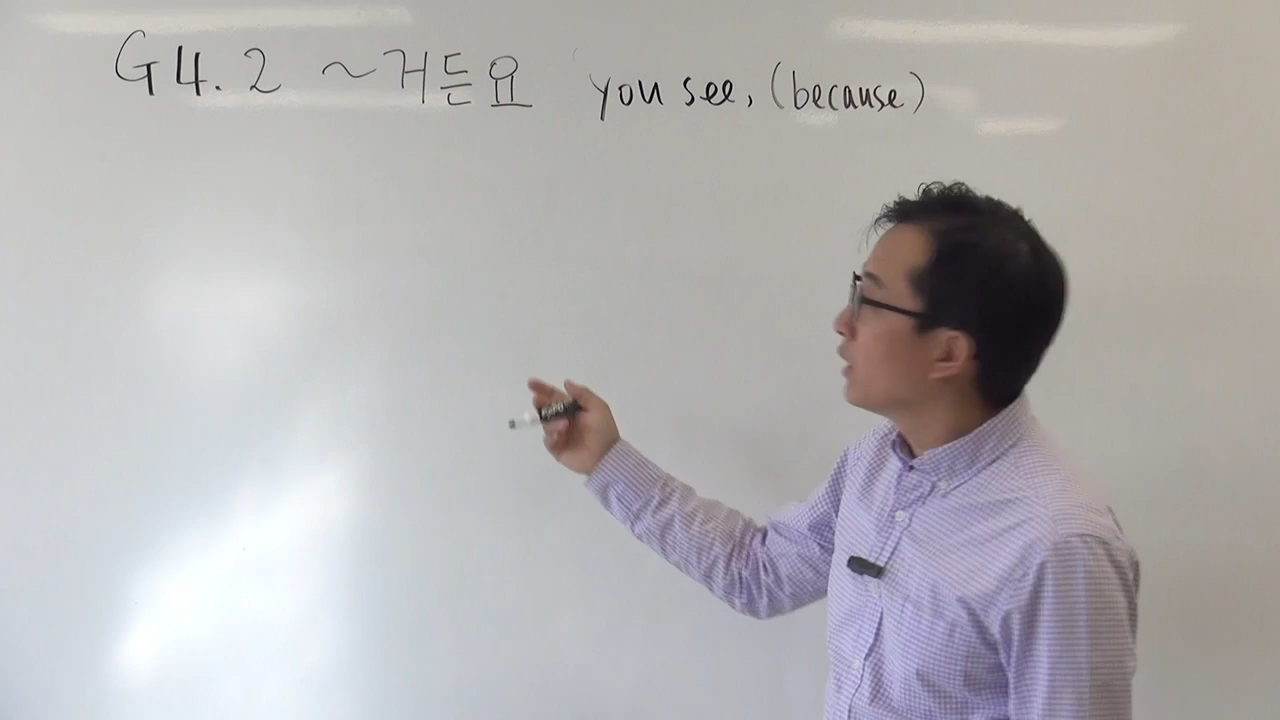 G4.2 ~거든요 you see, (because)